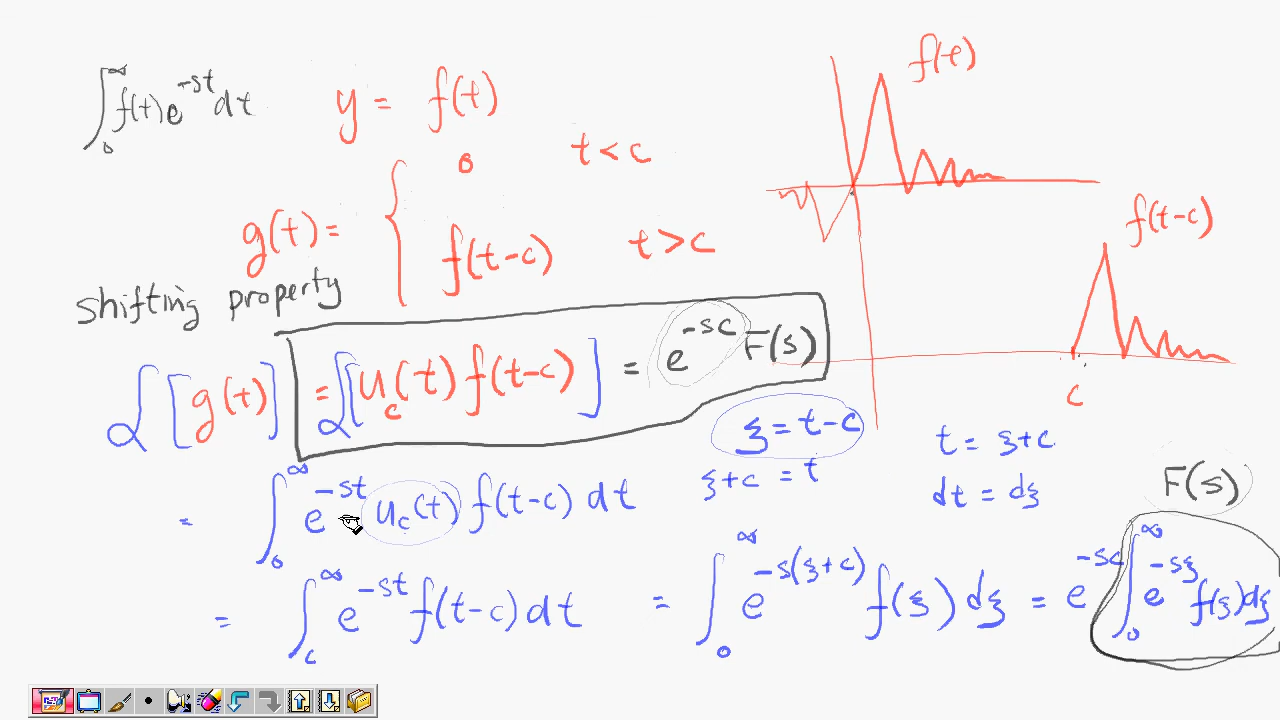 ∫₀^∞ f(t)e^{-st}dt
y = f(t)
f(t)
g(t) = { 0 t < c
f(t-c) t > c
f(t-c)
c
shifting property
ℒ[g(t)] = ℒ[u_c(t) f(t-c)] = e^{-sc} F(s)
ξ = t-c
ξ+c = t
t = ξ+c
dt = dξ
F(s)
= ∫₀^∞ e^{-st} u_c(t) f(t-c) dt
= ∫_c^∞ e^{-st} f(t-c) dt = ∫₀^∞ e^{-s(ξ+c)} f(ξ) dξ = e^{-sc} ∫₀^∞ e^{-sξ} f(ξ)dξ